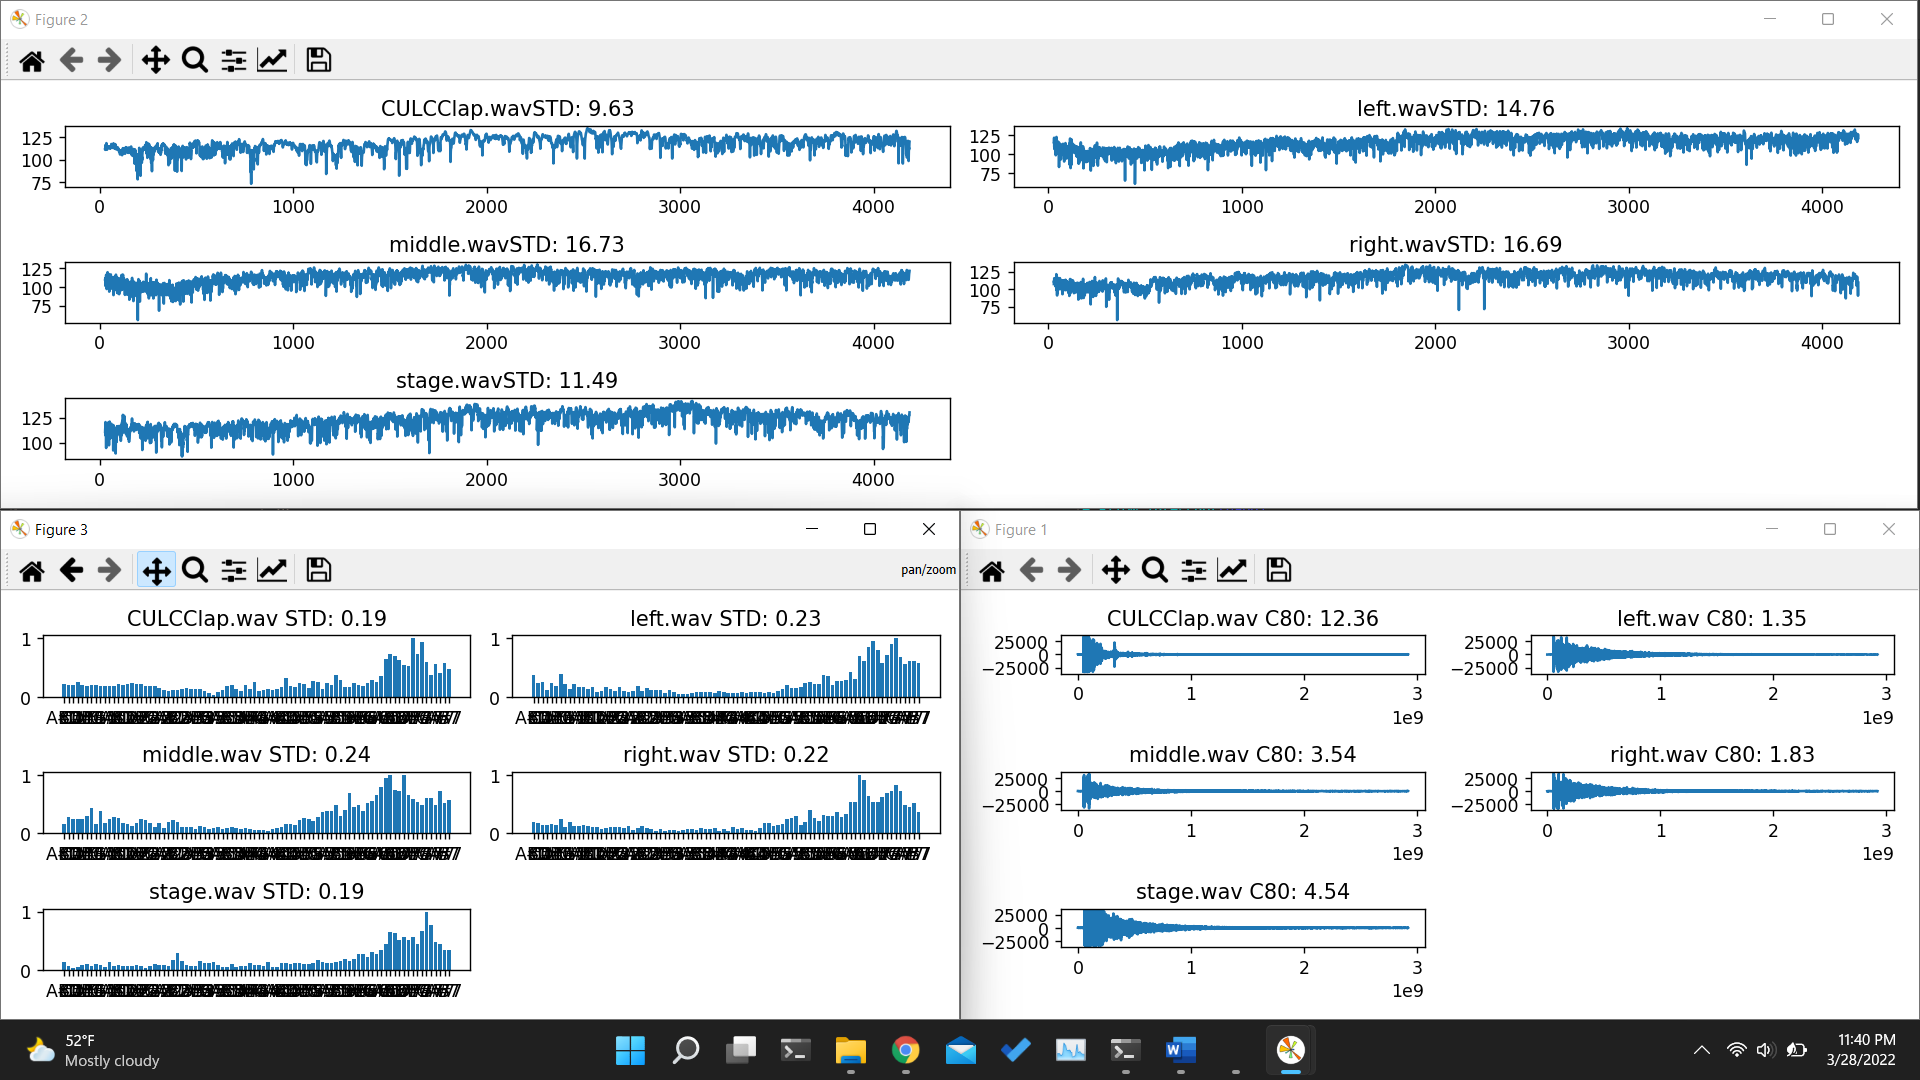 Figure 2
CULCClap.wavSTD: 9.63
125
100
75
0 1000 2000 3000 4000
left.wavSTD: 14.76
125
100
75
0 1000 2000 3000 4000
middle.wavSTD: 16.73
125
100
75
0 1000 2000 3000 4000
right.wavSTD: 16.69
125
100
75
0 1000 2000 3000 4000
stage.wavSTD: 11.49
125
100
0 1000 2000 3000 4000
Figure 3
pan/zoom
CULCClap.wav STD: 0.19
1
0
left.wav STD: 0.23
1
0
middle.wav STD: 0.24
1
0
right.wav STD: 0.22
1
0
stage.wav STD: 0.19
1
0
Figure 1
CULCClap.wav C80: 12.36
25000
0
−25000
0 1 2 3
1e9
left.wav C80: 1.35
25000
0
−25000
0 1 2 3
1e9
middle.wav C80: 3.54
25000
0
−25000
0 1 2 3
1e9
right.wav C80: 1.83
25000
0
−25000
0 1 2 3
1e9
stage.wav C80: 4.54
25000
0
−25000
0 1 2 3
1e9
52°F
Mostly cloudy
11:40 PM
3/28/2022